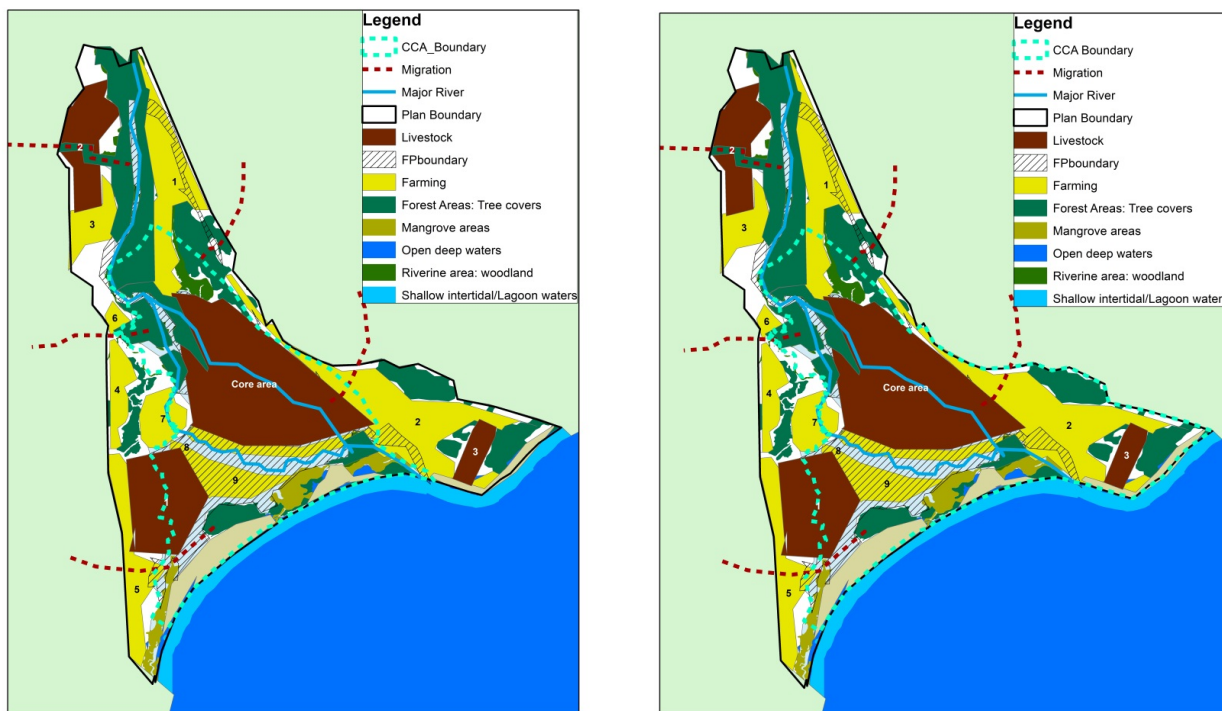 Legend
CCA_Boundary
Migration
Major River
Plan Boundary
Livestock
FPboundary
Farming
Forest Areas: Tree covers
Mangrove areas
Open deep waters
Riverine area: woodland
Shallow intertidal/Lagoon waters
2
1
3
6
4
Core area
7
2
8
3
9
5
Legend
CCA Boundary
Migration
Major River
Plan Boundary
Livestock
FPboundary
Farming
Forest Areas: Tree covers
Mangrove areas
Open deep waters
Riverine area: woodland
Shallow intertidal/Lagoon water
2
1
3
6
4
Core area
7
2
8
3
9
5